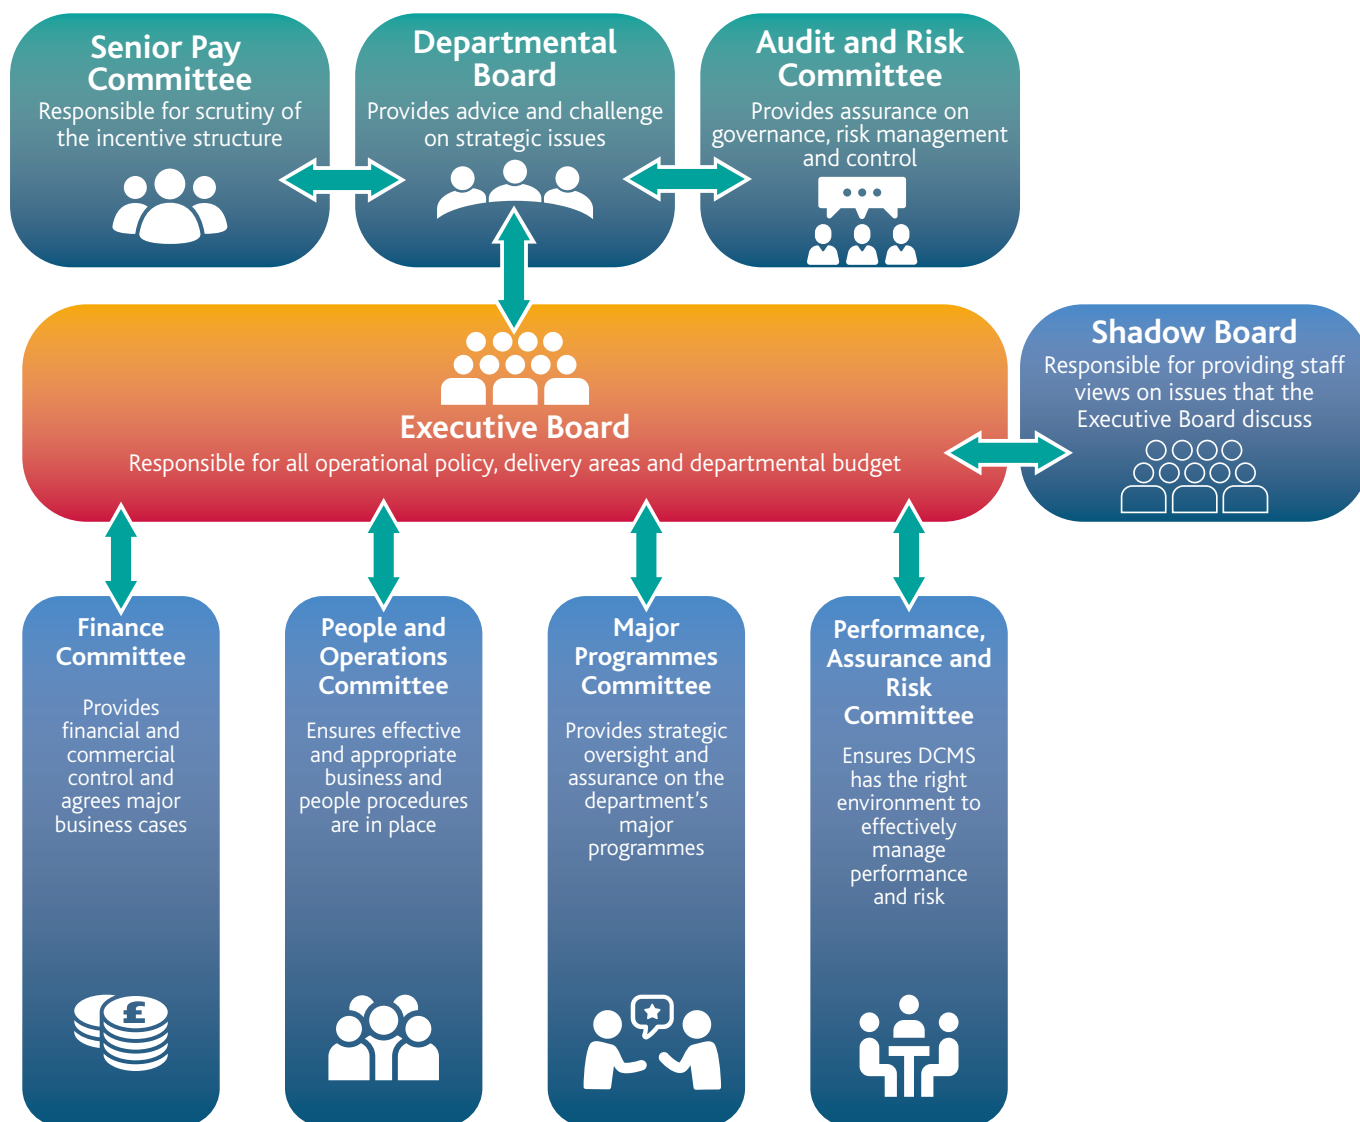 Senior Pay
Committee
Responsible for scrutiny of
the incentive structure
Departmental
Board
Provides advice and challenge
on strategic issues
Audit and Risk
Committee
Provides assurance on
governance, risk management
and control
Executive Board
Responsible for all operational policy, delivery areas and departmental budget
Shadow Board
Responsible for providing staff
views on issues that the
Executive Board discuss
Finance
Committee
Provides
financial and
commercial
control and
agrees major
business cases
£
People and
Operations
Committee
Ensures effective
and appropriate
business and
people procedures
are in place
Major
Programmes
Committee
Provides strategic
oversight and
assurance on the
department's
major
programmes
Performance,
Assurance and
Risk
Committee
Ensures DCMS
has the right
environment to
effectively
manage
performance
and risk